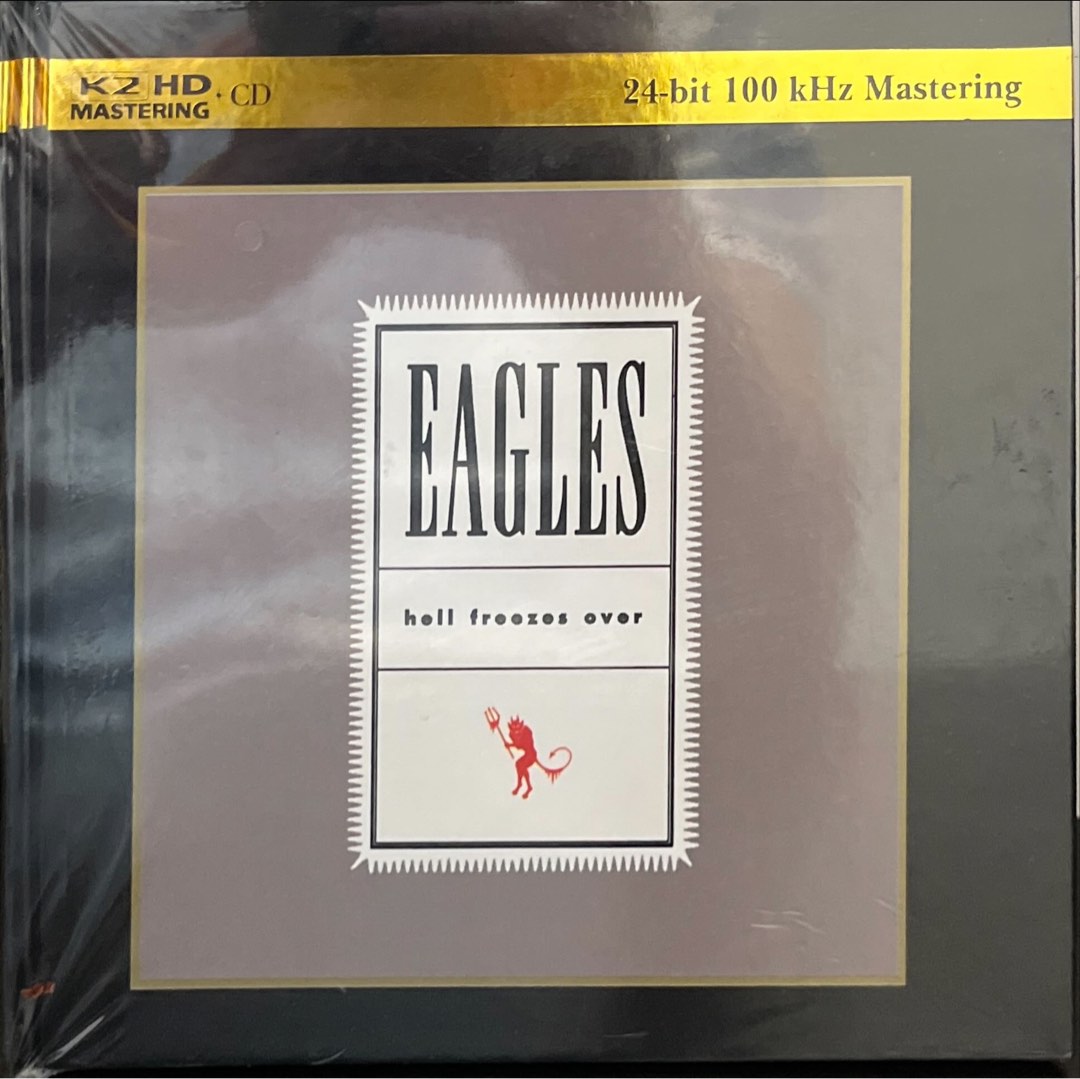 K2 HD
MASTERING · CD
24-bit 100 kHz Mastering
EAGLES
hell freezes over